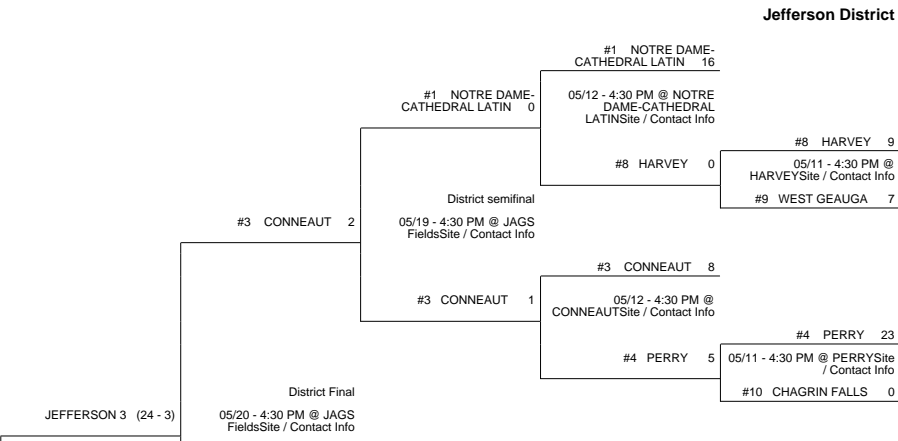 Jefferson District
#1 NOTRE DAME-
CATHEDRAL LATIN 16
#1 NOTRE DAME-
CATHEDRAL LATIN 0
05/12 - 4:30 PM @ NOTRE
DAME-CATHEDRAL
LATINSite / Contact Info
#8 HARVEY 9
#8 HARVEY 0
05/11 - 4:30 PM @
HARVEYSite / Contact Info
#9 WEST GEAUGA 7
District semifinal
#3 CONNEAUT 2
05/19 - 4:30 PM @ JAGS
FieldsSite / Contact Info
#3 CONNEAUT 8
#3 CONNEAUT 1
05/12 - 4:30 PM @
CONNEAUTSite / Contact Info
#4 PERRY 23
#4 PERRY 5
05/11 - 4:30 PM @ PERRYSite
/ Contact Info
#10 CHAGRIN FALLS 0
District Final
JEFFERSON 3 (24 - 3)
05/20 - 4:30 PM @ JAGS
FieldsSite / Contact Info